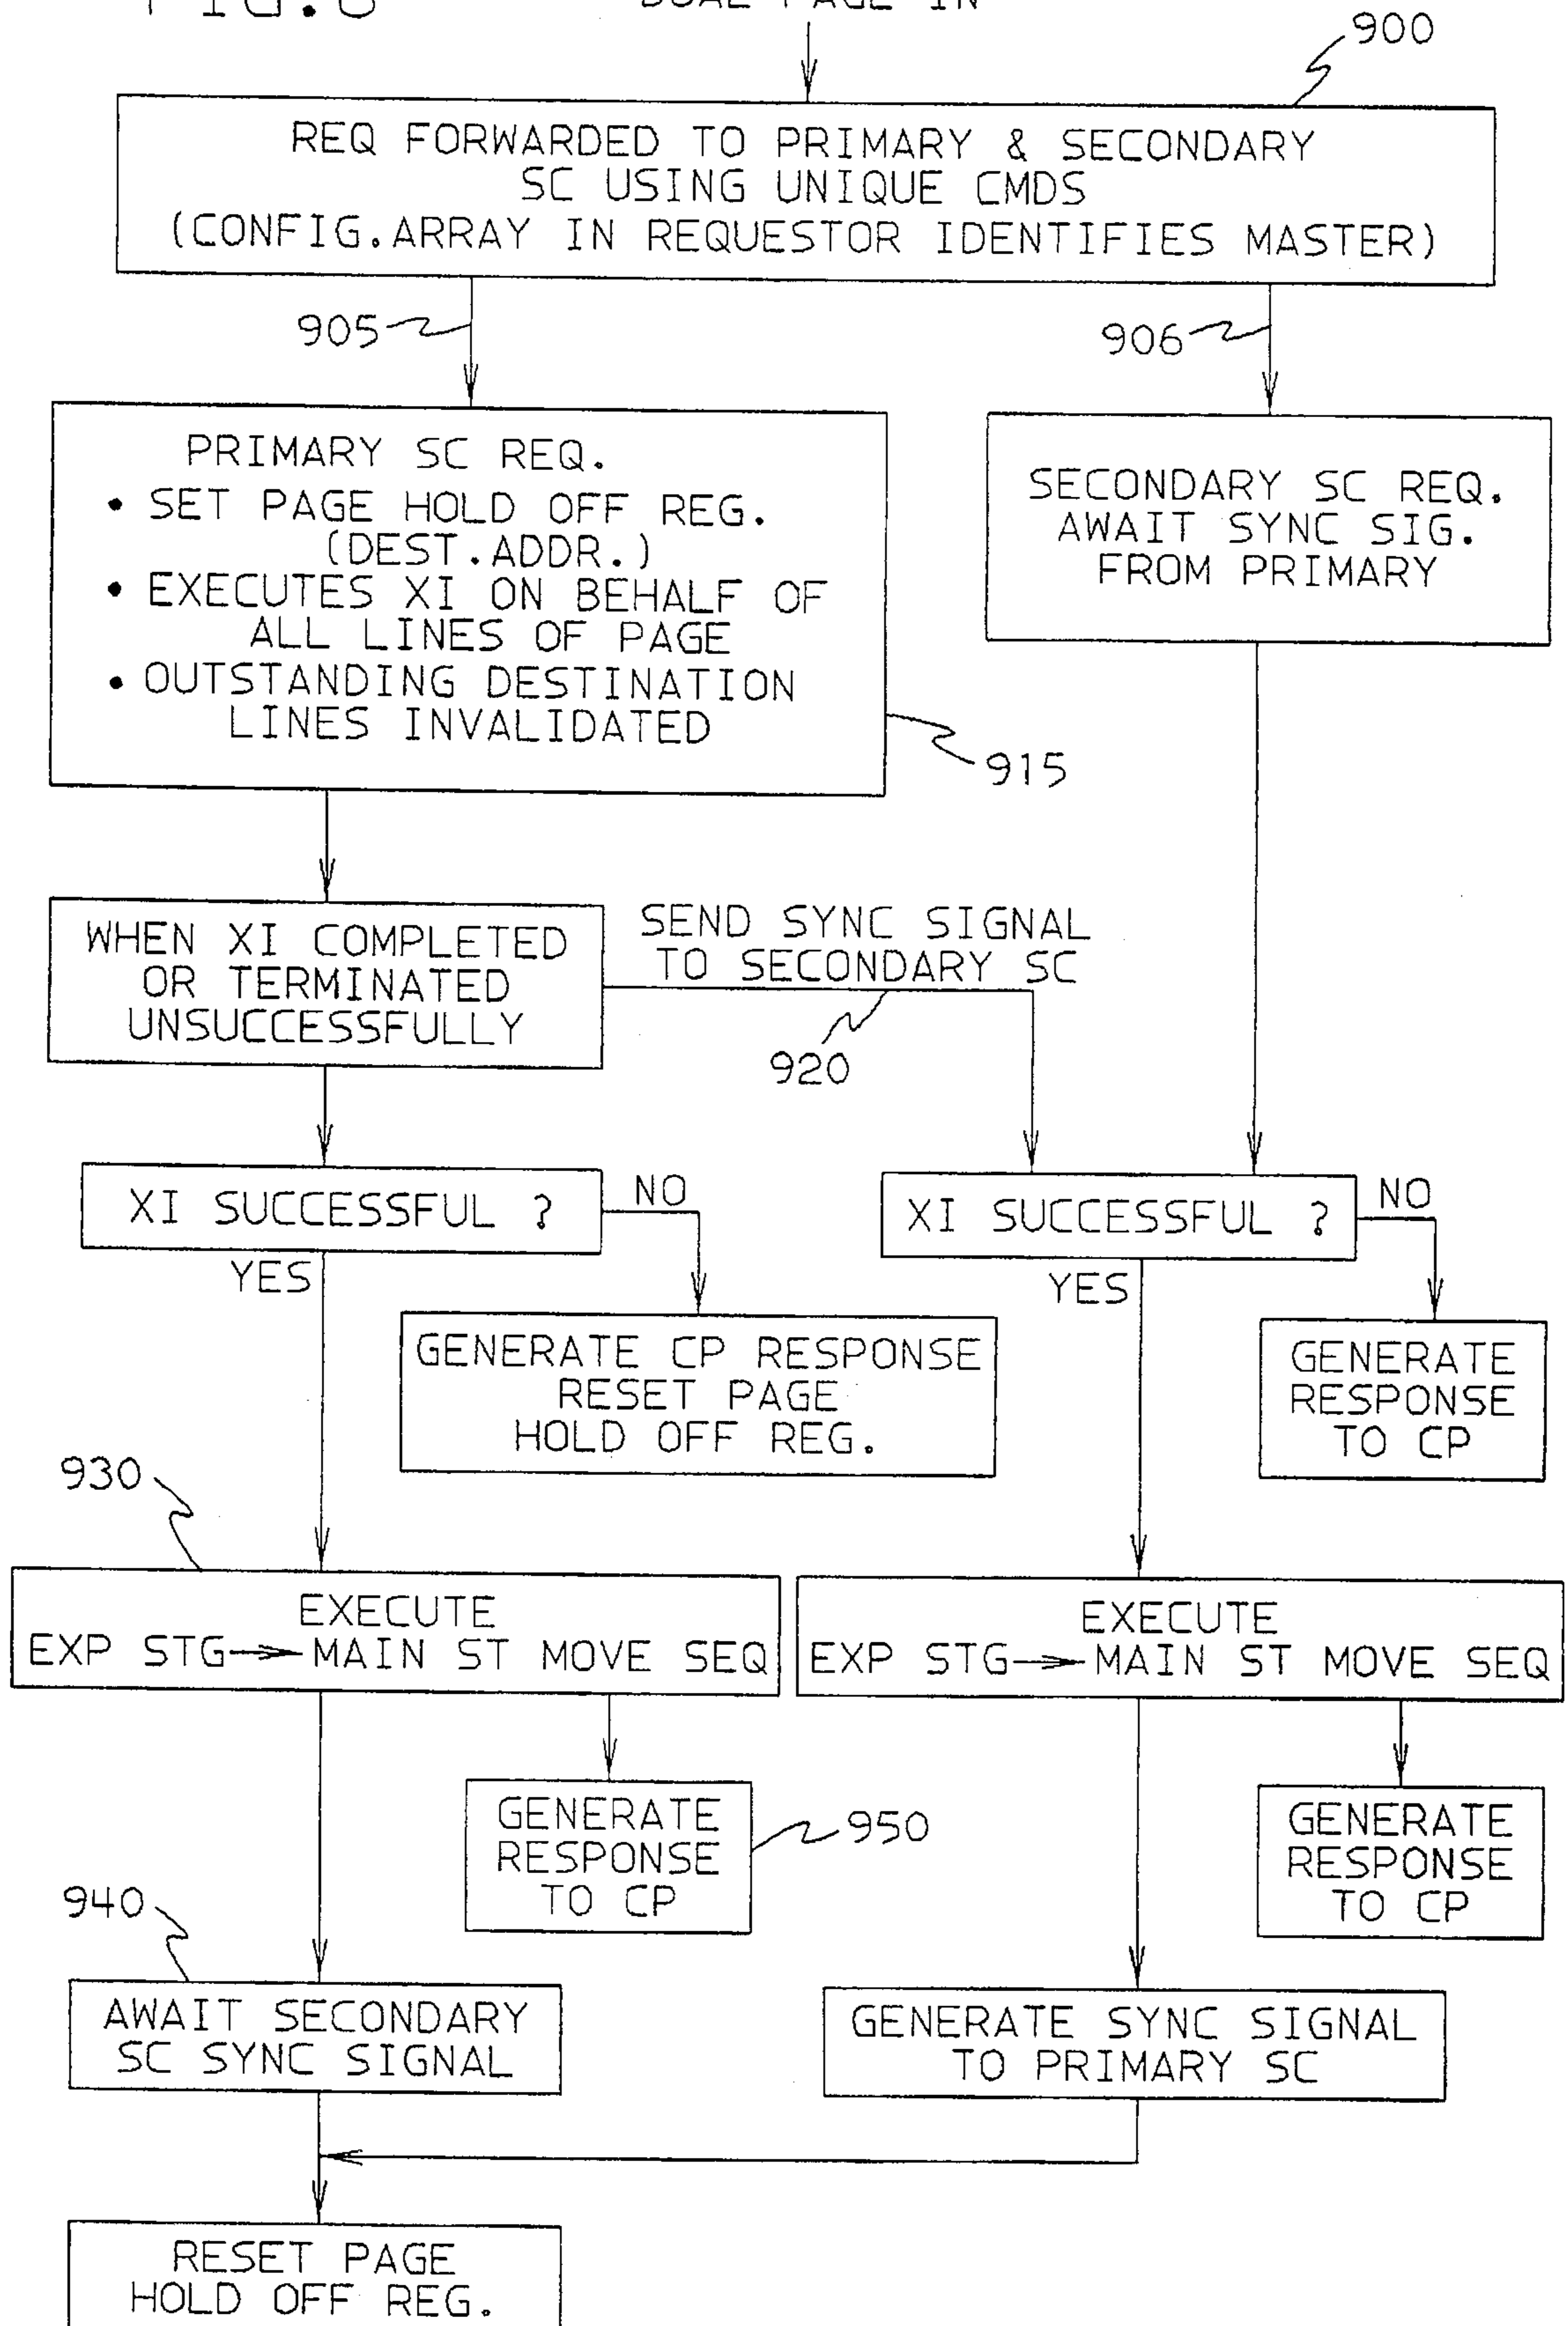 FIG.8
DUAL PAGE IN
900
REQ FORWARDED TO PRIMARY & SECONDARY
SC USING UNIQUE CMDS
(CONFIG.ARRAY IN REQUESTOR IDENTIFIES MASTER)
905
906
PRIMARY SC REQ.
• SET PAGE HOLD OFF REG.
(DEST.ADDR.)
• EXECUTES XI ON BEHALF OF
ALL LINES OF PAGE
• OUTSTANDING DESTINATION
LINES INVALIDATED
915
SECONDARY SC REQ.
AWAIT SYNC SIG.
FROM PRIMARY
WHEN XI COMPLETED
OR TERMINATED
UNSUCCESSFULLY
SEND SYNC SIGNAL
TO SECONDARY SC
920
XI SUCCESSFUL ?
NO
YES
XI SUCCESSFUL ?
NO
YES
GENERATE CP RESPONSE
RESET PAGE
HOLD OFF REG.
GENERATE
RESPONSE
TO CP
930
EXECUTE
EXP STG→MAIN ST MOVE SEQ
EXECUTE
EXP STG→MAIN ST MOVE SEQ
GENERATE
RESPONSE
TO CP
950
GENERATE
RESPONSE
TO CP
940
AWAIT SECONDARY
SC SYNC SIGNAL
GENERATE SYNC SIGNAL
TO PRIMARY SC
RESET PAGE
HOLD OFF REG.